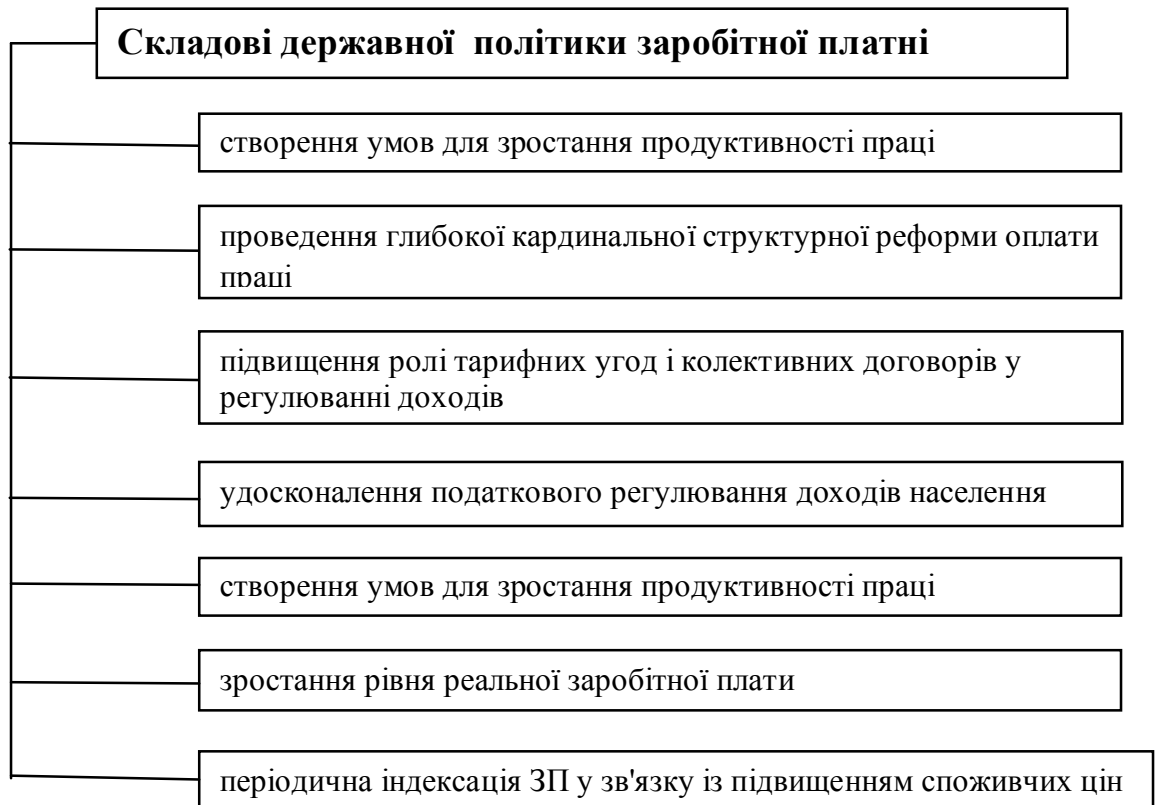 Складові державної політики заробітної платні
створення умов для зростання продуктивності праці
проведення глибокої кардинальної структурної реформи оплати
праці
підвищення ролі тарифних угод і колективних договорів у
регулюванні доходів
удосконалення податкового регулювання доходів населення
створення умов для зростання продуктивності праці
зростання рівня реальної заробітної плати
періодична індексація ЗП у зв'язку із підвищенням споживчих цін